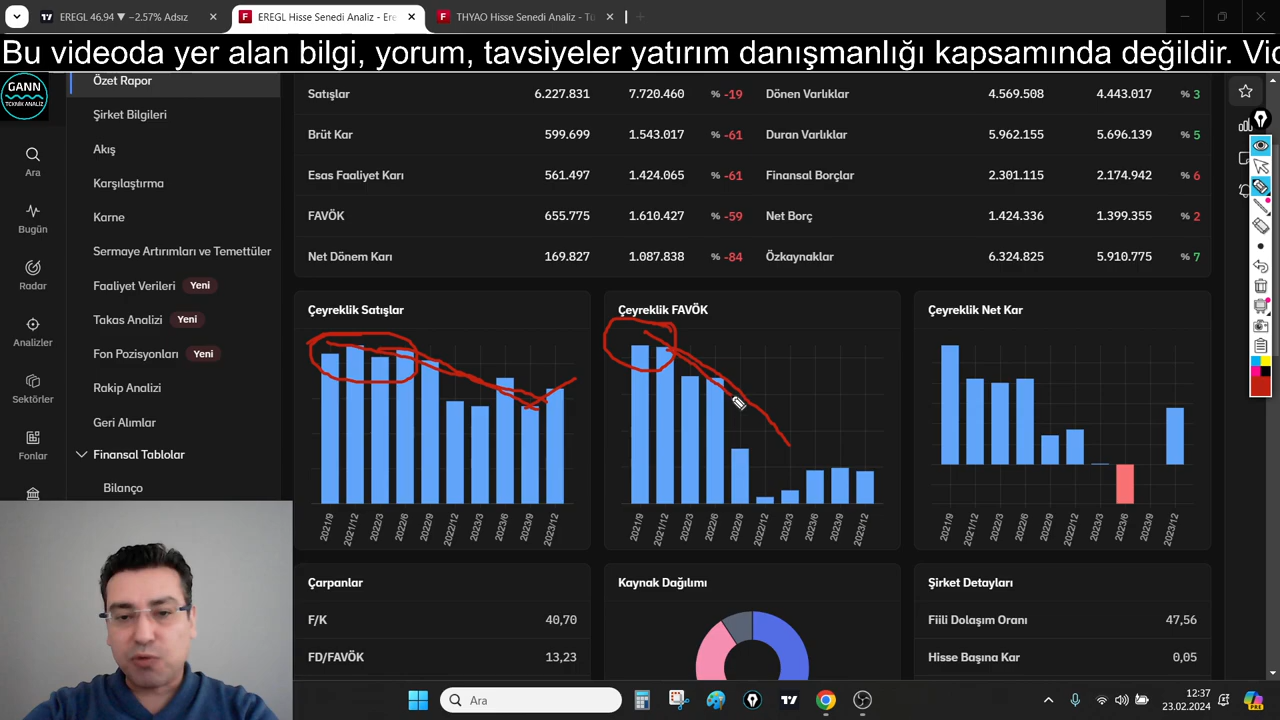 EREGL 46.94 ▼ −2.57% Adsız
EREGL Hisse Senedi Analiz - Ere
THYAO Hisse Senedi Analiz - Tü
Bu videoda yer alan bilgi, yorum, tavsiyeler yatırım danışmanlığı kapsamında değildir. Vid
GANN
TEKNİK ANALİZ
Ara
Bugün
Radar
Analizler
Sektörler
Fonlar
Özet Rapor
Şirket Bilgileri
Akış
Karşılaştırma
Karne
Sermaye Artırımları ve Temettüler
Faaliyet Verileri Yeni
Takas Analizi Yeni
Fon Pozisyonları Yeni
Rakip Analizi
Geri Alımlar
Finansal Tablolar
Bilanço
Satışlar 6.227.831 7.720.460 % -19 Dönen Varlıklar 4.569.508 4.443.017 % 3
Brüt Kar 599.699 1.543.017 % -61 Duran Varlıklar 5.962.155 5.696.139 % 5
Esas Faaliyet Karı 561.497 1.424.065 % -61 Finansal Borçlar 2.301.115 2.174.942 % 6
FAVÖK 655.775 1.610.427 % -59 Net Borç 1.424.336 1.399.355 % 2
Net Dönem Karı 169.827 1.087.838 % -84 Özkaynaklar 6.324.825 5.910.775 % 7
Çeyreklik Satışlar
2021/9 2021/12 2022/3 2022/6 2022/9 2022/12 2023/3 2023/6 2023/9 2023/12
Çeyreklik FAVÖK
2021/9 2021/12 2022/3 2022/6 2022/9 2022/12 2023/3 2023/6 2023/9 2023/12
Çeyreklik Net Kar
2021/9 2021/12 2022/3 2022/6 2022/9 2022/12 2023/3 2023/6 2023/9 2023/12
Çarpanlar
F/K 40,70
FD/FAVÖK 13,23
Kaynak Dağılımı
Şirket Detayları
Fiili Dolaşım Oranı 47,56
Hisse Başına Kar 0,05
Ara
12:37
23.02.2024